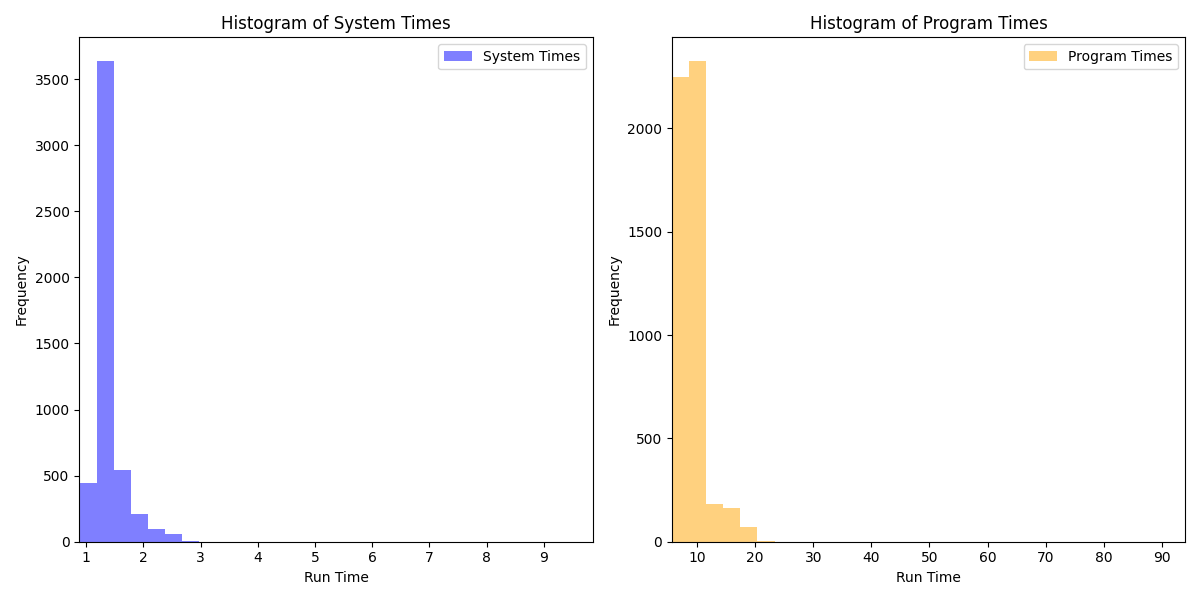 Histogram of System Times
System Times
3500
3000
2500
2000
1500
1000
500
0
Frequency
1 2 3 4 5 6 7 8 9
Run Time
Histogram of Program Times
Program Times
2000
1500
1000
500
0
Frequency
10 20 30 40 50 60 70 80 90
Run Time